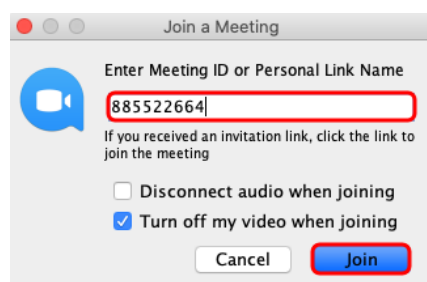 Join a Meeting
Enter Meeting ID or Personal Link Name
885522664
If you received an invitation link, click the link to
join the meeting
Disconnect audio when joining
Turn off my video when joining
Cancel Join